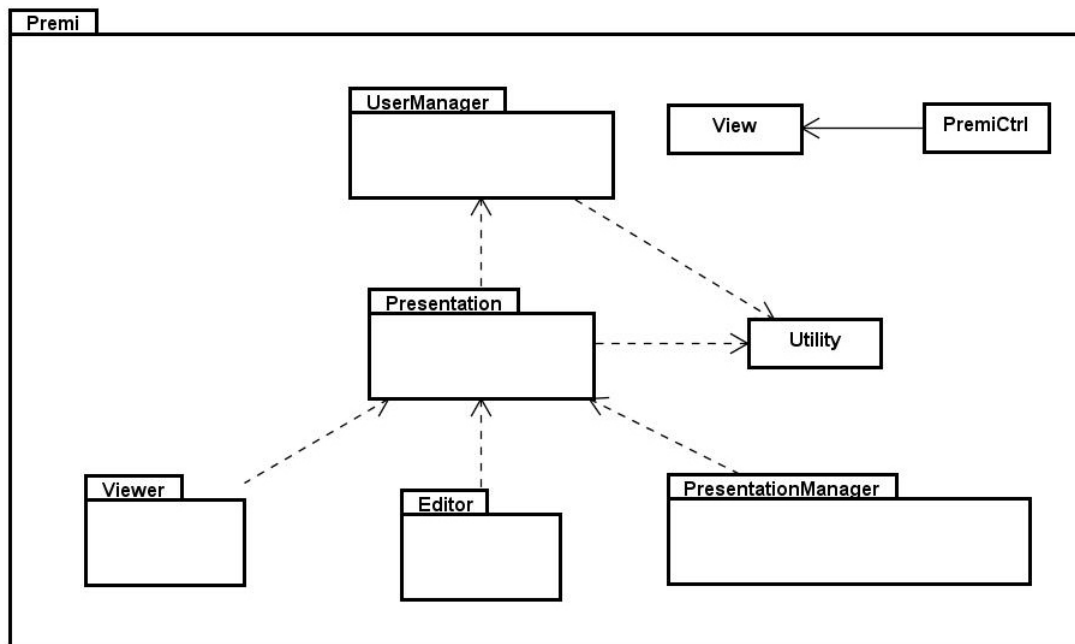 Premi
UserManager
View
PremiCtrl
Presentation
Utility
Viewer
Editor
PresentationManager